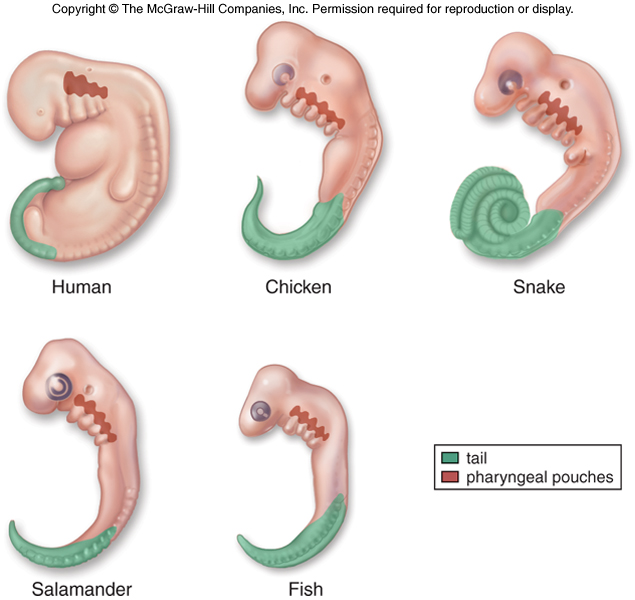 Copyright © The McGraw-Hill Companies, Inc. Permission required for reproduction or display.
Human
Chicken
Snake
tail
pharyngeal pouches
Salamander
Fish